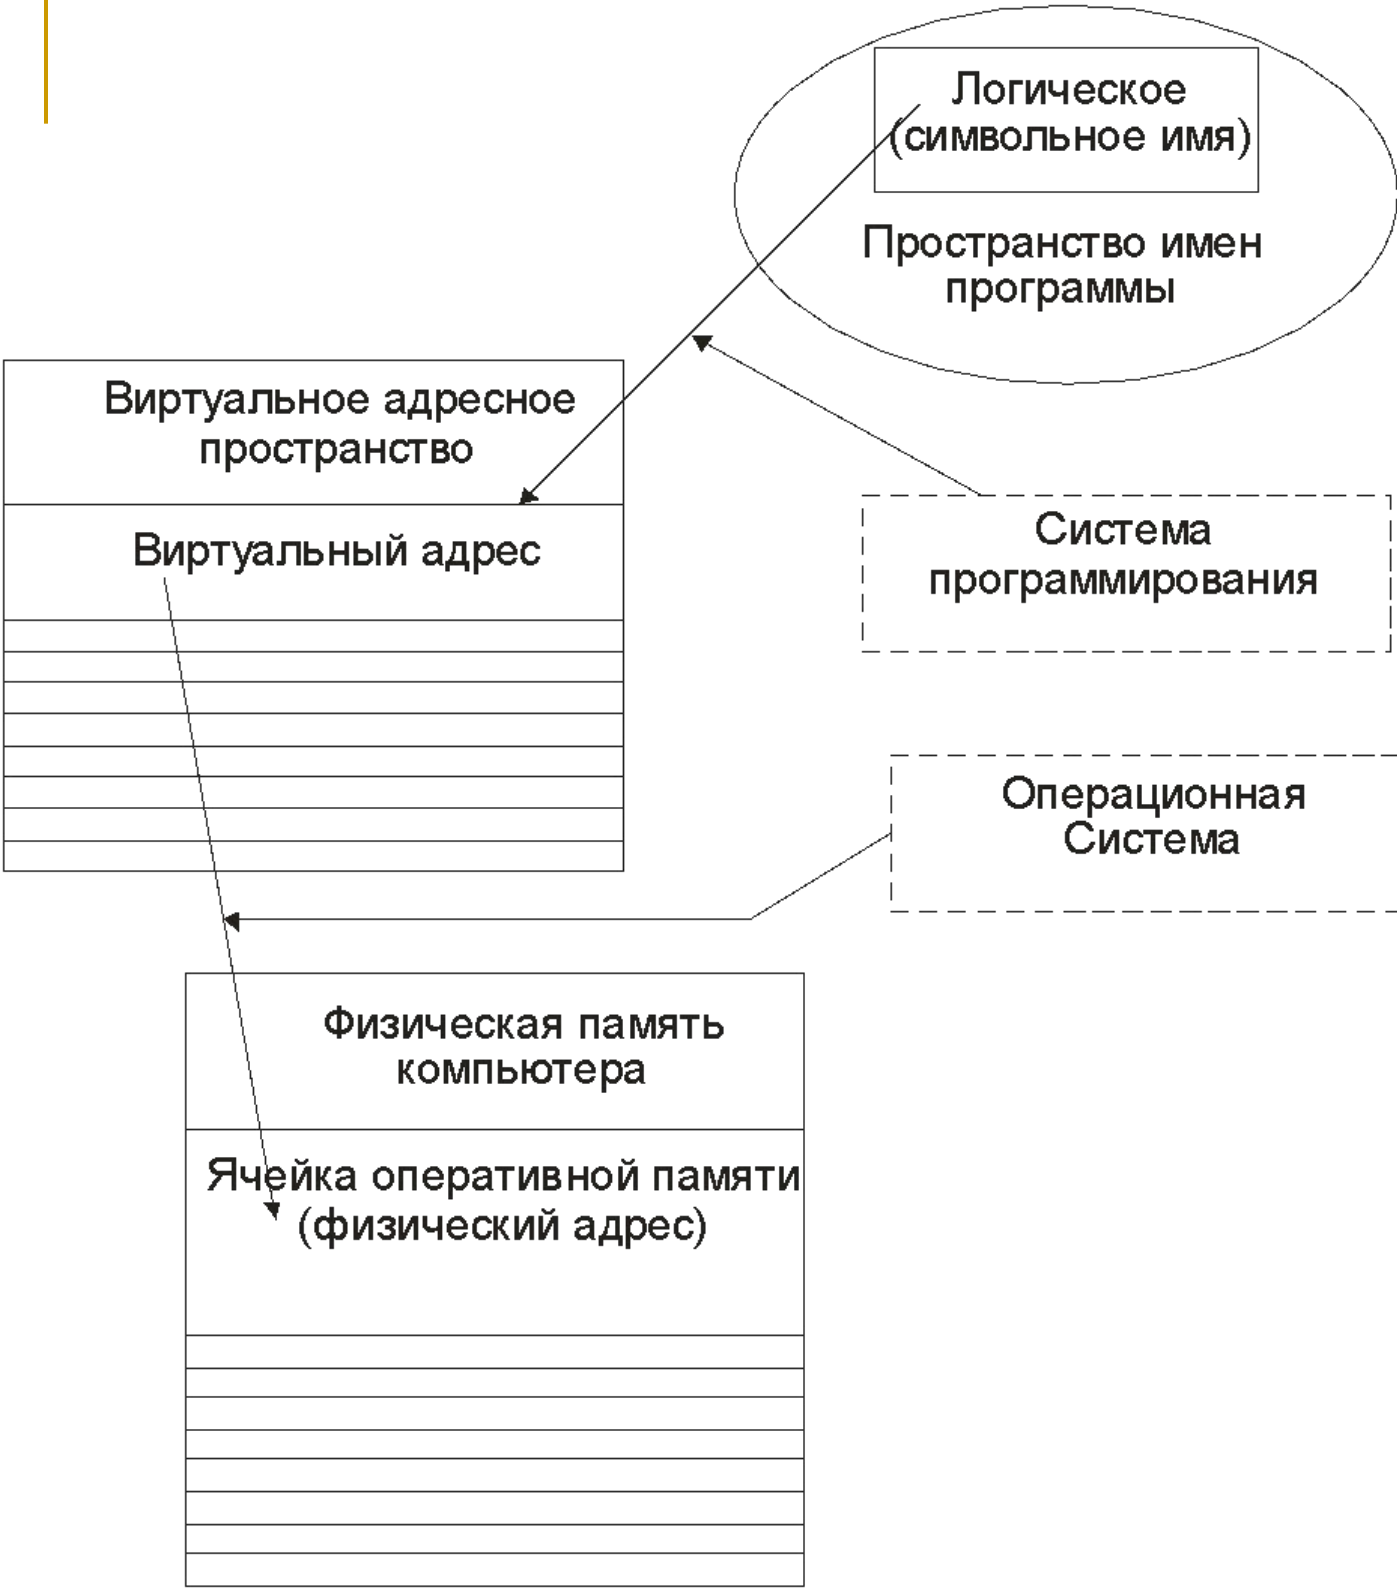 Логическое
(символьное имя)
Пространство имен
программы
Виртуальное адресное
пространство
Виртуальный адрес
Система
программирования
Операционная
Система
Физическая память
компьютера
Ячейка оперативной памяти
(физический адрес)